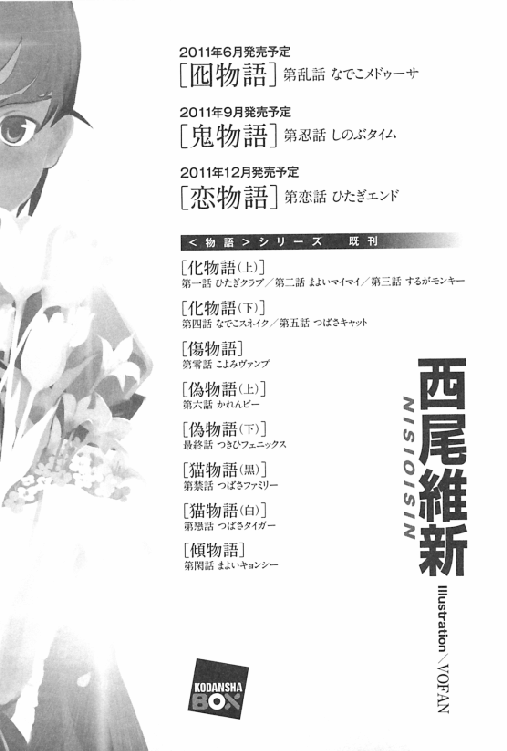 2011年6月発売予定
［囮物語］第乱話 なでこメドゥーサ
2011年9月発売予定
［鬼物語］第忍話 しのぶタイム
2011年12月発売予定
［恋物語］第恋話 ひたぎエンド
＜物語＞シリーズ 既刊
［化物語（上）］
第一話 ひたぎクラブ／第二話 まよいマイマイ／第三話 するがモンキー
［化物語（下）］
第四話 なでこスネイク／第五話 つばさキャット
［傷物語］
第零話 こよみヴァンプ
［偽物語（上）］
第六話 かれんビー
［偽物語（下）］
最終話 つきひフェニックス
［猫物語（黒）］
第禁話 つばさファミリー
［猫物語（白）］
第懇話 つばさタイガー
［傾物語］
第閑話 まよいキョンシー
西尾維新
NISIOISIN
Illustration＼VOFAN
KODANSHA
BOX